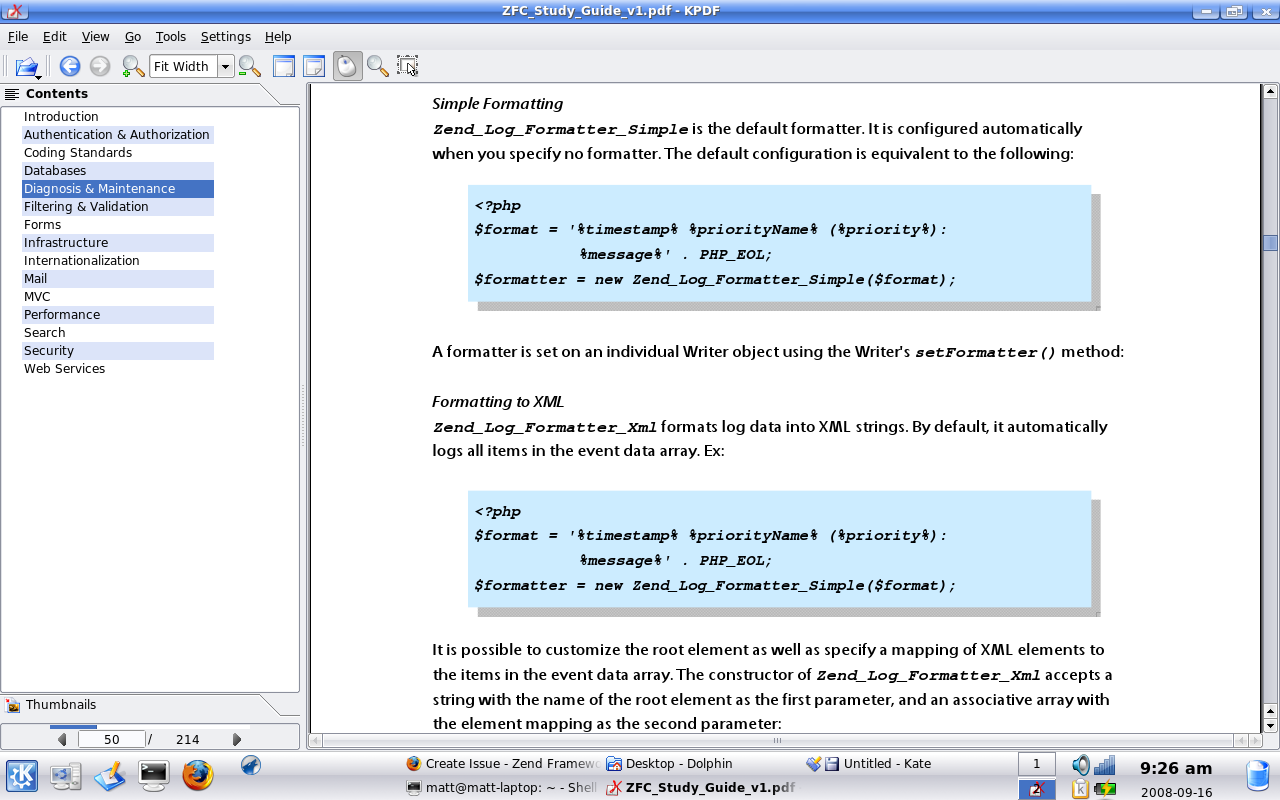 ZFC_Study_Guide_v1.pdf - KPDF
File Edit View Go Tools Settings Help
Fit Width
Contents
Introduction
Authentication & Authorization
Coding Standards
Databases
Diagnosis & Maintenance
Filtering & Validation
Forms
Infrastructure
Internationalization
Mail
MVC
Performance
Search
Security
Web Services
Thumbnails
50 / 214
Simple Formatting
Zend_Log_Formatter_Simple is the default formatter. It is configured automatically
when you specify no formatter. The default configuration is equivalent to the following:
<?php
$format = '%timestamp% %priorityName% (%priority%):
%message%' . PHP_EOL;
$formatter = new Zend_Log_Formatter_Simple($format);
A formatter is set on an individual Writer object using the Writer's setFormatter() method:
Formatting to XML
Zend_Log_Formatter_Xml formats log data into XML strings. By default, it automatically
logs all items in the event data array. Ex:
<?php
$format = '%timestamp% %priorityName% (%priority%):
%message%' . PHP_EOL;
$formatter = new Zend_Log_Formatter_Simple($format);
It is possible to customize the root element as well as specify a mapping of XML elements to
the items in the event data array. The constructor of Zend_Log_Formatter_Xml accepts a
string with the name of the root element as the first parameter, and an associative array with
the element mapping as the second parameter:
Create Issue - Zend Framew
Desktop - Dolphin
Untitled - Kate
matt@matt-laptop: ~ - Shell
ZFC_Study_Guide_v1.pdf
1
2
9:26 am
2008-09-16